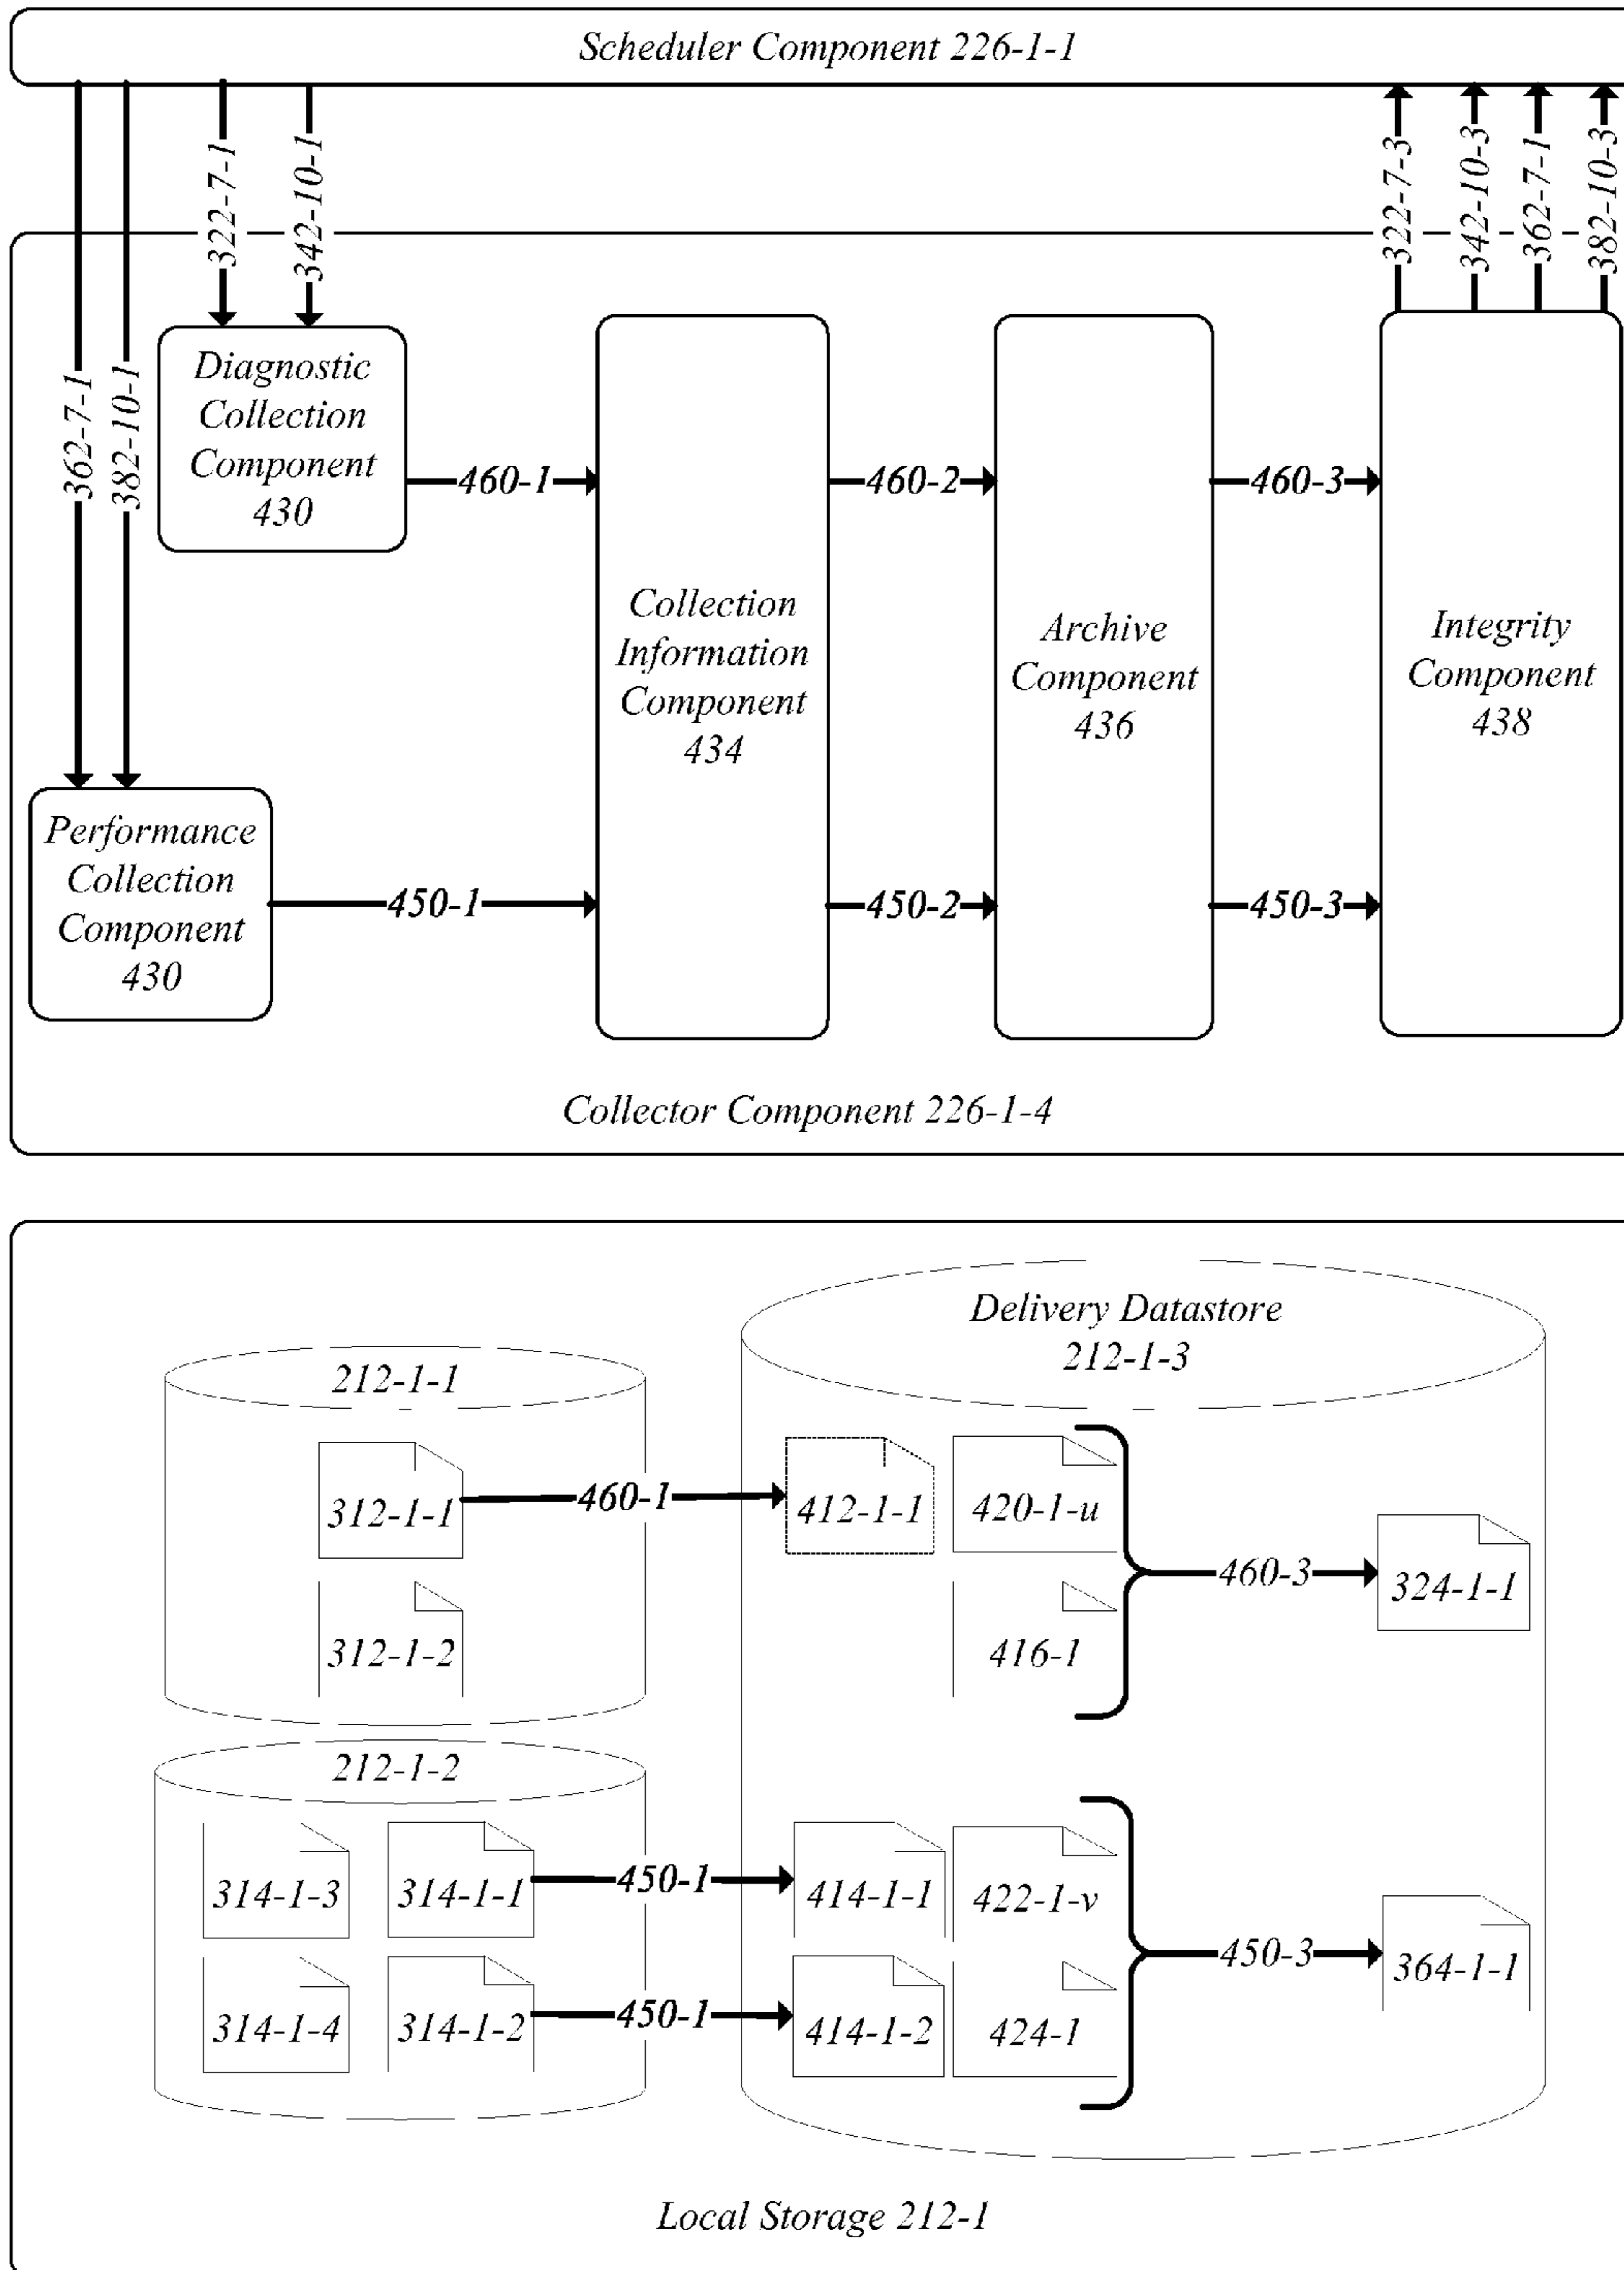 Scheduler Component 226-1-1
362-7-1
382-10-1
322-7-1
342-10-1
322-7-3
342-10-3
362-7-1
382-10-3
Diagnostic
Collection
Component
430
460-1
460-2
460-3
Collection
Information
Component
434
Archive
Component
436
Integrity
Component
438
Performance
Collection
Component
430
450-1
450-2
450-3
Collector Component 226-1-4
Delivery Datastore
212-1-3
212-1-1
312-1-1
460-1
412-1-1
420-1-u
460-3
324-1-1
312-1-2
416-1
212-1-2
314-1-3
314-1-1
450-1
414-1-1
422-1-v
450-3
364-1-1
314-1-4
314-1-2
450-1
414-1-2
424-1
Local Storage 212-1